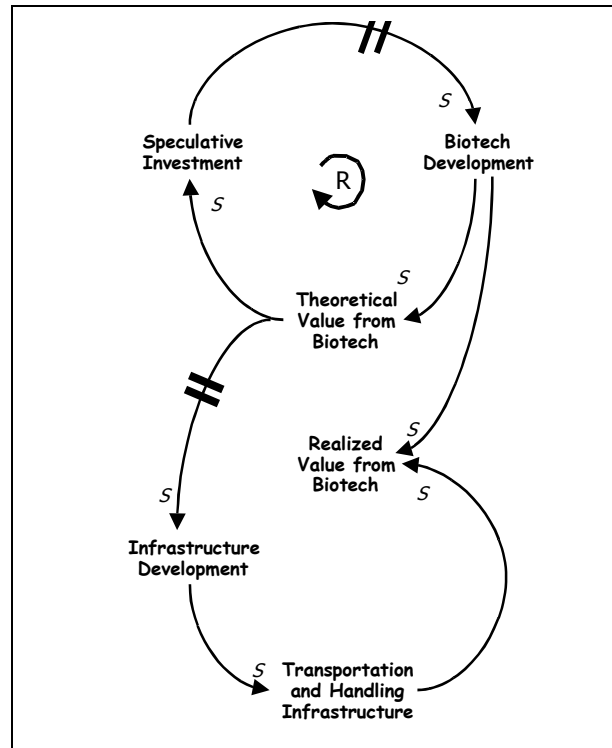 S
Speculative
Investment
Biotech
Development
R
S
S
Theoretical
Value from
Biotech
Realized
Value from
Biotech
S
S
S
Infrastructure
Development
S
Transportation
and Handling
Infrastructure